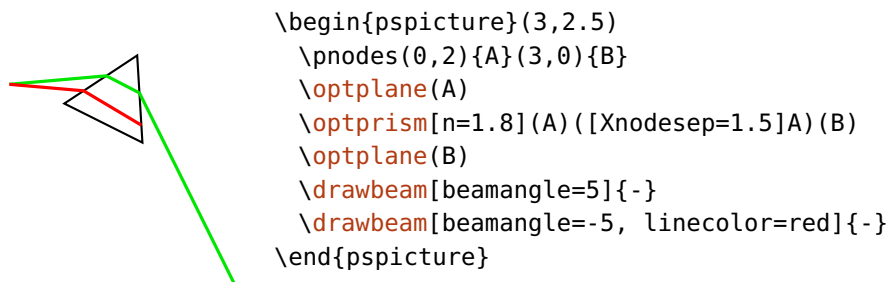 \begin{pspicture}(3,2.5)
\pnodes(0,2){A}(3,0){B}
\optplane(A)
\optprism[n=1.8](A)([Xnodesep=1.5]A)(B)
\optplane(B)
\drawbeam[beamangle=5]{-}
\drawbeam[beamangle=-5, linecolor=red]{-}
\end{pspicture}